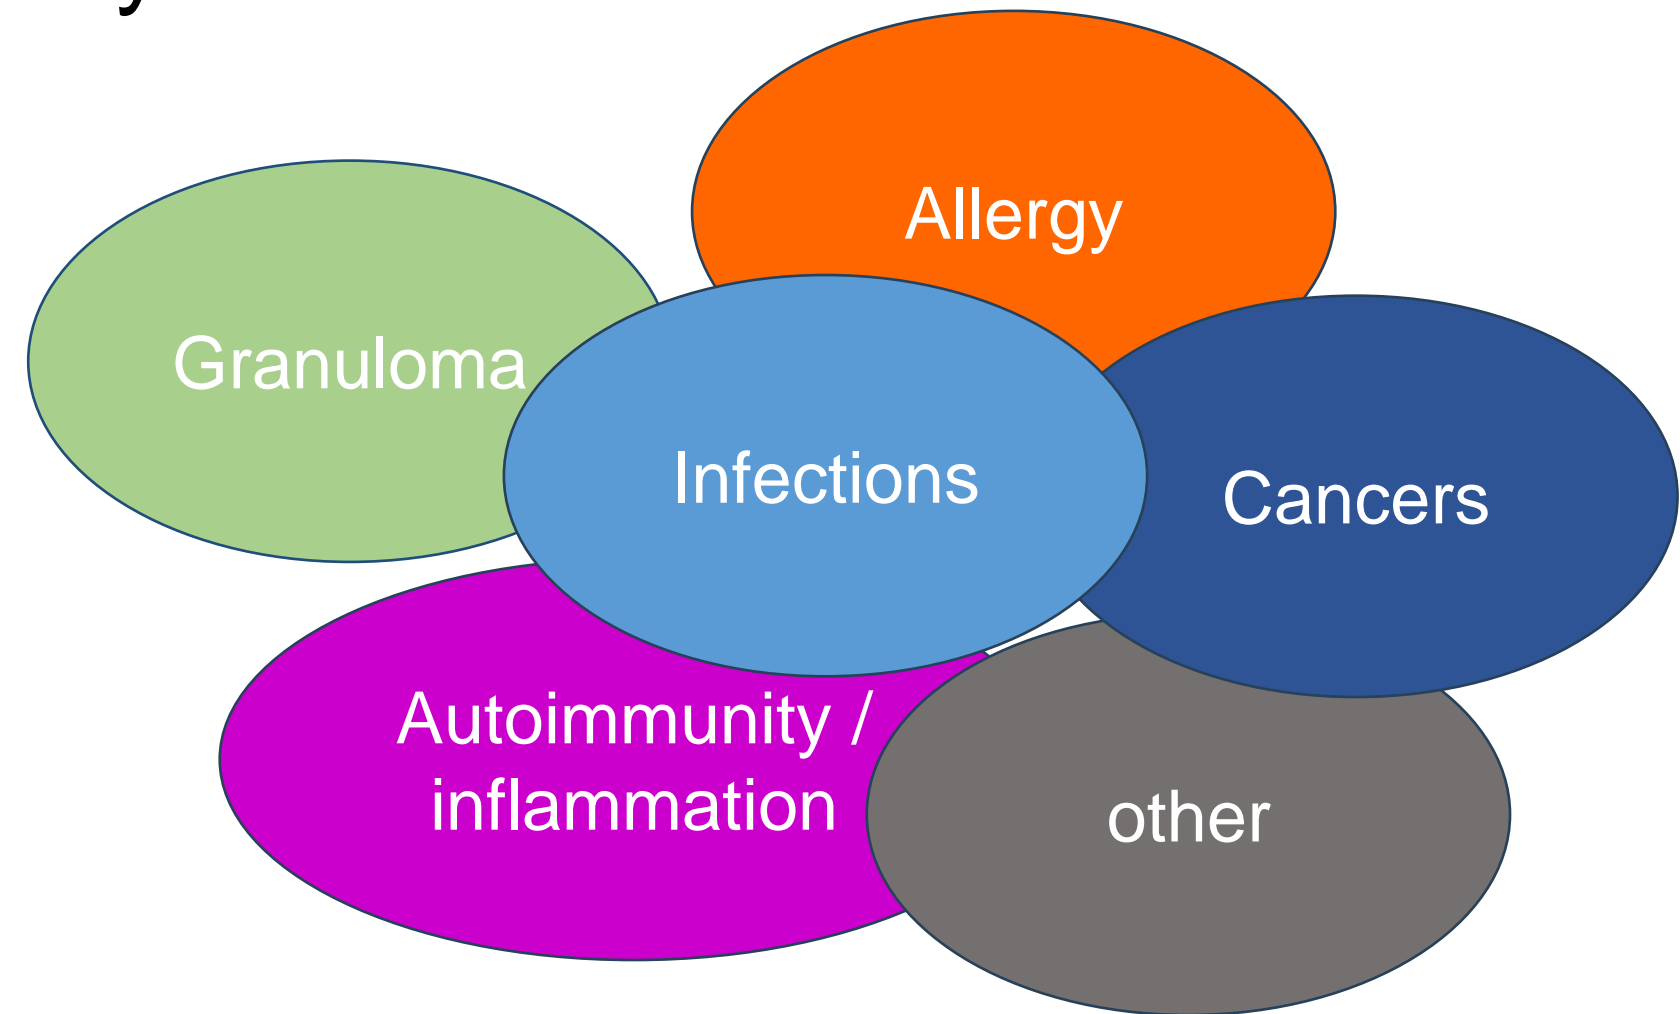 Allergy
Granuloma
Infections
Cancers
Autoimmunity /
inflammation
other